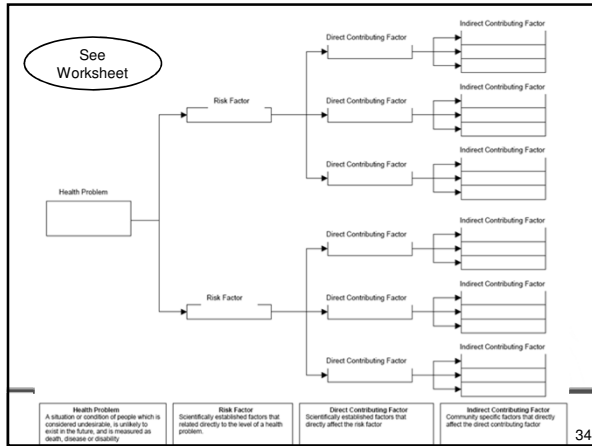 See
Worksheet
Indirect Contributing Factor
Direct Contributing Factor
Risk Factor
Indirect Contributing Factor
Direct Contributing Factor
Indirect Contributing Factor
Direct Contributing Factor
Health Problem
Indirect Contributing Factor
Direct Contributing Factor
Risk Factor
Indirect Contributing Factor
Direct Contributing Factor
Indirect Contributing Factor
Direct Contributing Factor
Health Problem
A situation or condition of people which is
considered undesirable, is unlikely to
exist in the future, and is measured as
death, disease or disability
Risk Factor
Scientifically established factors that
related directly to the level of a health
problem.
Direct Contributing Factor
Scientifically established factors that
directly affect the risk factor
Indirect Contributing Factor
Community specific factors that directly
affect the direct contributing factor
34